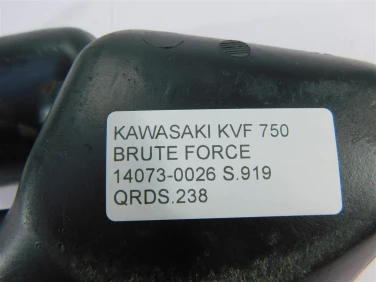 KAWASAKI KVF 750
BRUTE FORCE
14073-0026 S.919
QRDS.238